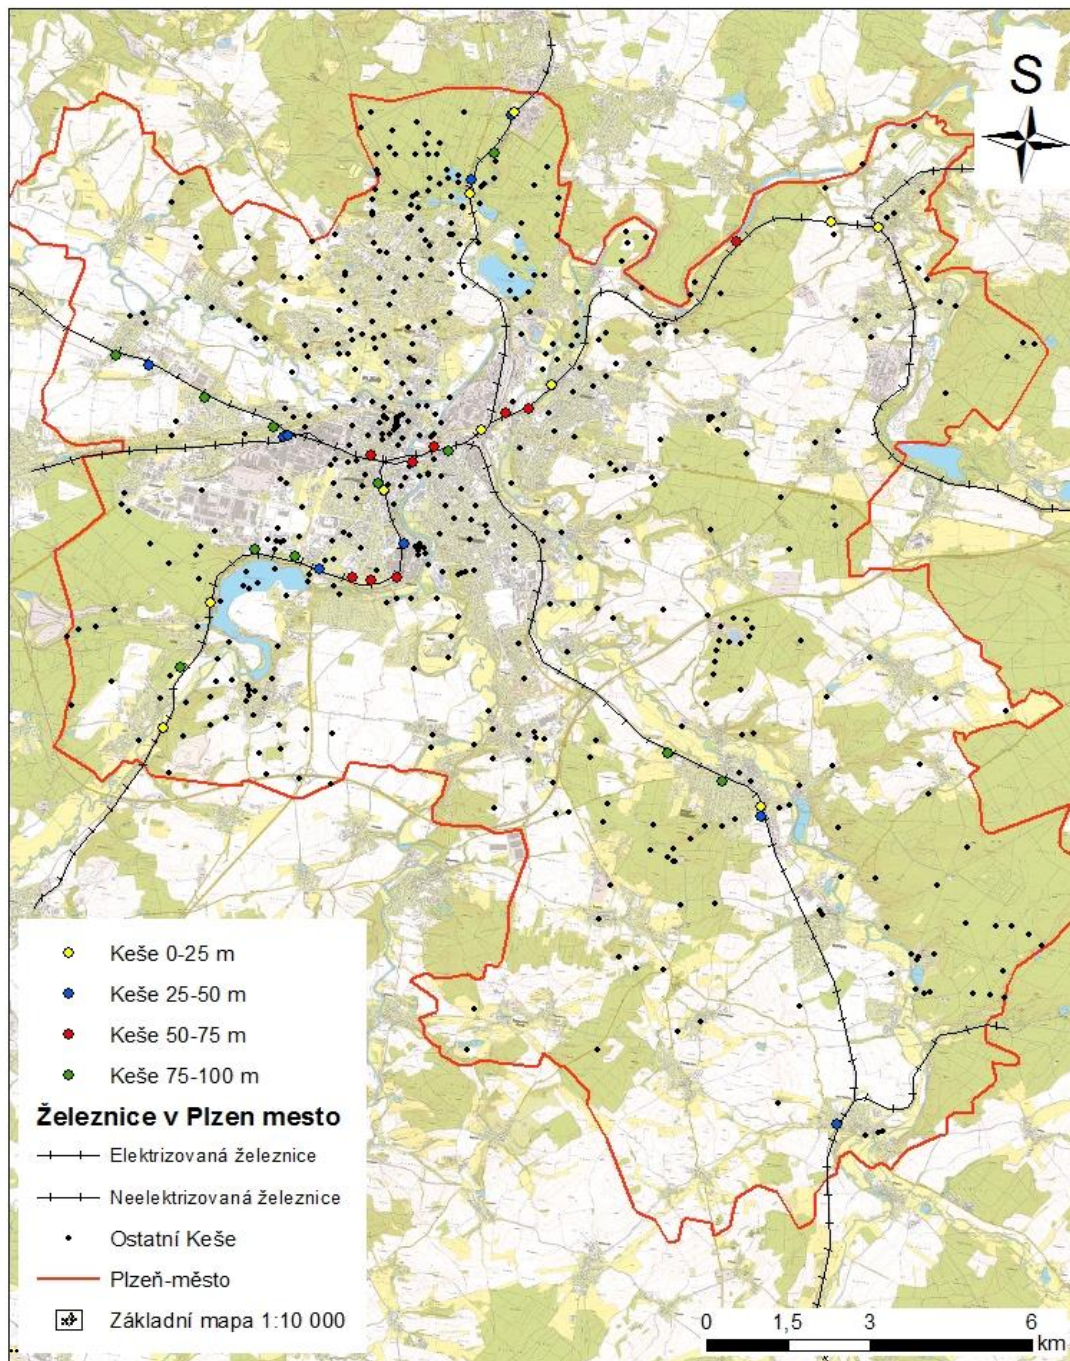 S
Keše 0-25 m
Keše 25-50 m
Keše 50-75 m
Keše 75-100 m
Železnice v Plzen mesto
Elektrizovaná železnice
Neelektrizovaná železnice
Ostatní Keše
Plzeň-město
Základní mapa 1:10 000
0 1,5 3 6
km